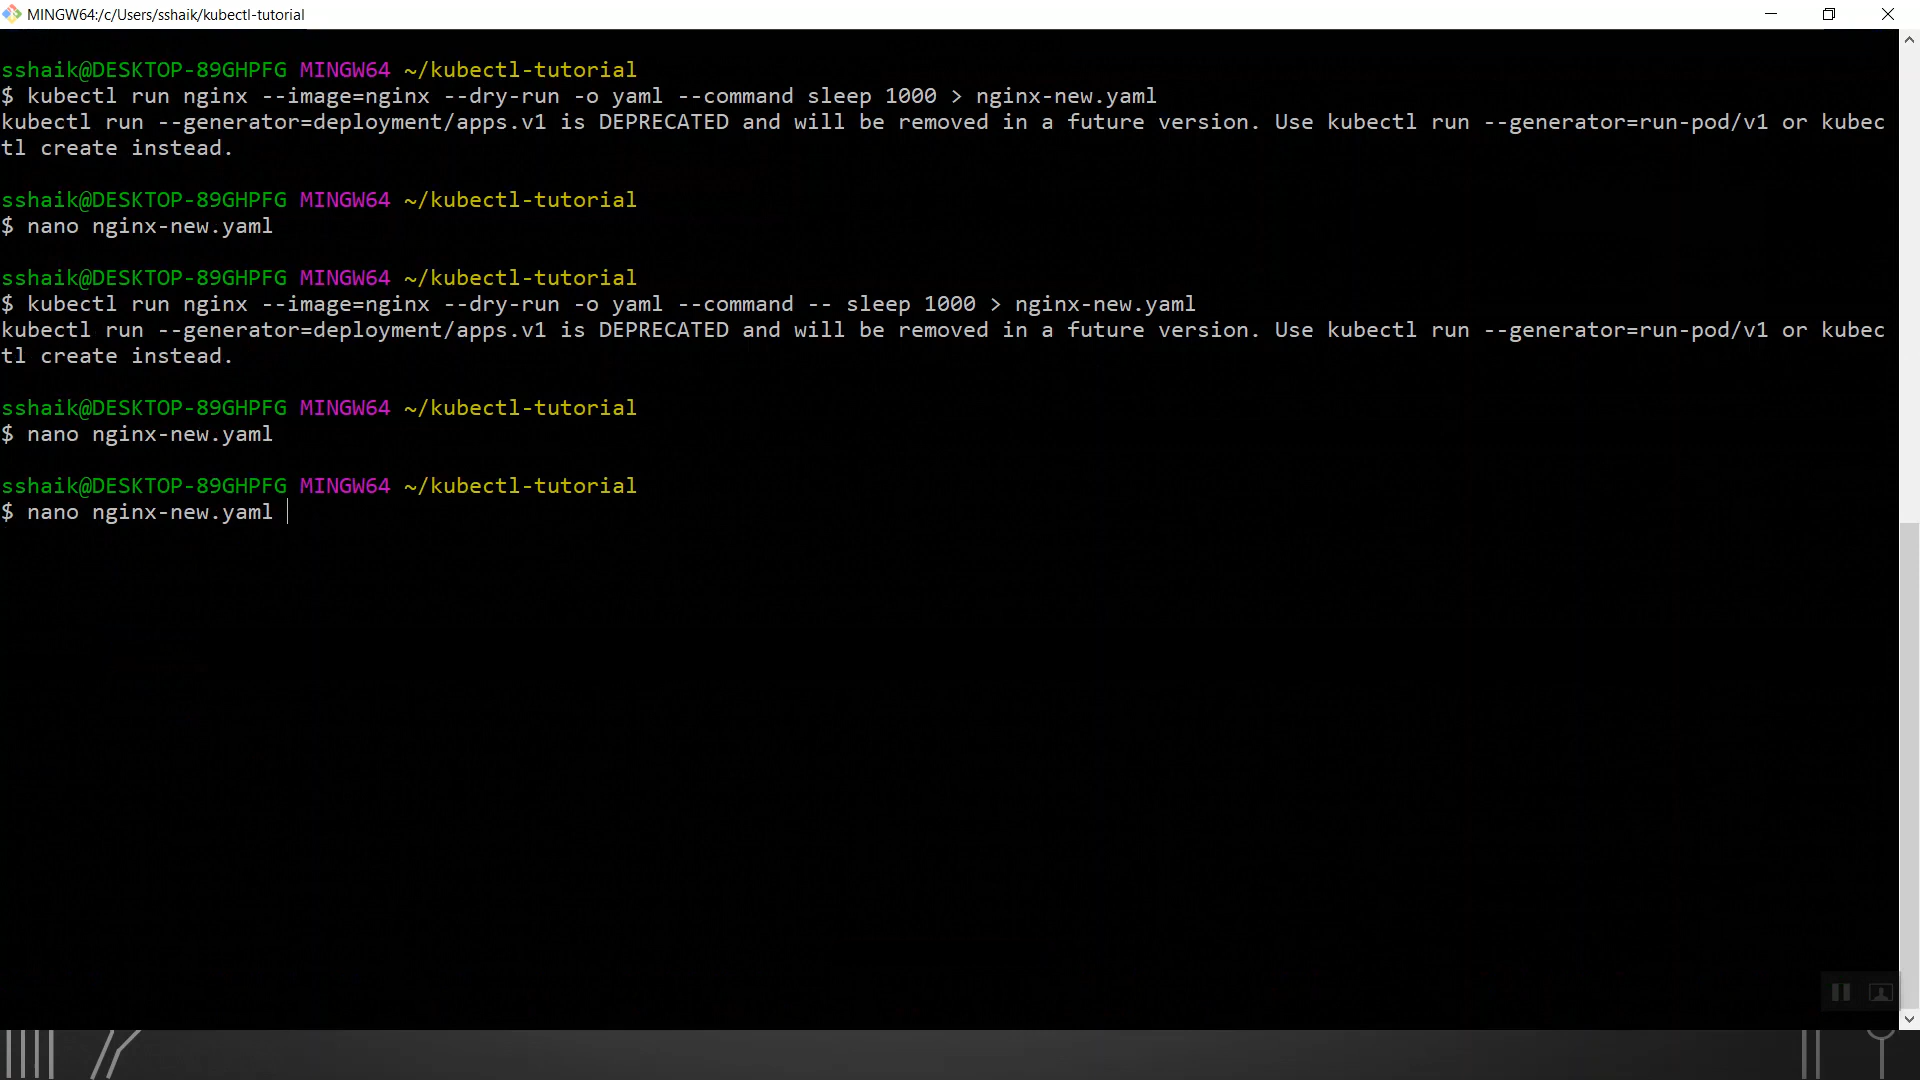 MINGW64:/c/Users/sshaik/kubectl-tutorial
sshaik@DESKTOP-89GHPFG MINGW64 ~/kubectl-tutorial
$ kubectl run nginx --image=nginx --dry-run -o yaml --command sleep 1000 > nginx-new.yaml
kubectl run --generator=deployment/apps.v1 is DEPRECATED and will be removed in a future version. Use kubectl run --generator=run-pod/v1 or kubec
tl create instead.
sshaik@DESKTOP-89GHPFG MINGW64 ~/kubectl-tutorial
$ nano nginx-new.yaml
sshaik@DESKTOP-89GHPFG MINGW64 ~/kubectl-tutorial
$ kubectl run nginx --image=nginx --dry-run -o yaml --command -- sleep 1000 > nginx-new.yaml
kubectl run --generator=deployment/apps.v1 is DEPRECATED and will be removed in a future version. Use kubectl run --generator=run-pod/v1 or kubec
tl create instead.
sshaik@DESKTOP-89GHPFG MINGW64 ~/kubectl-tutorial
$ nano nginx-new.yaml
sshaik@DESKTOP-89GHPFG MINGW64 ~/kubectl-tutorial
$ nano nginx-new.yaml